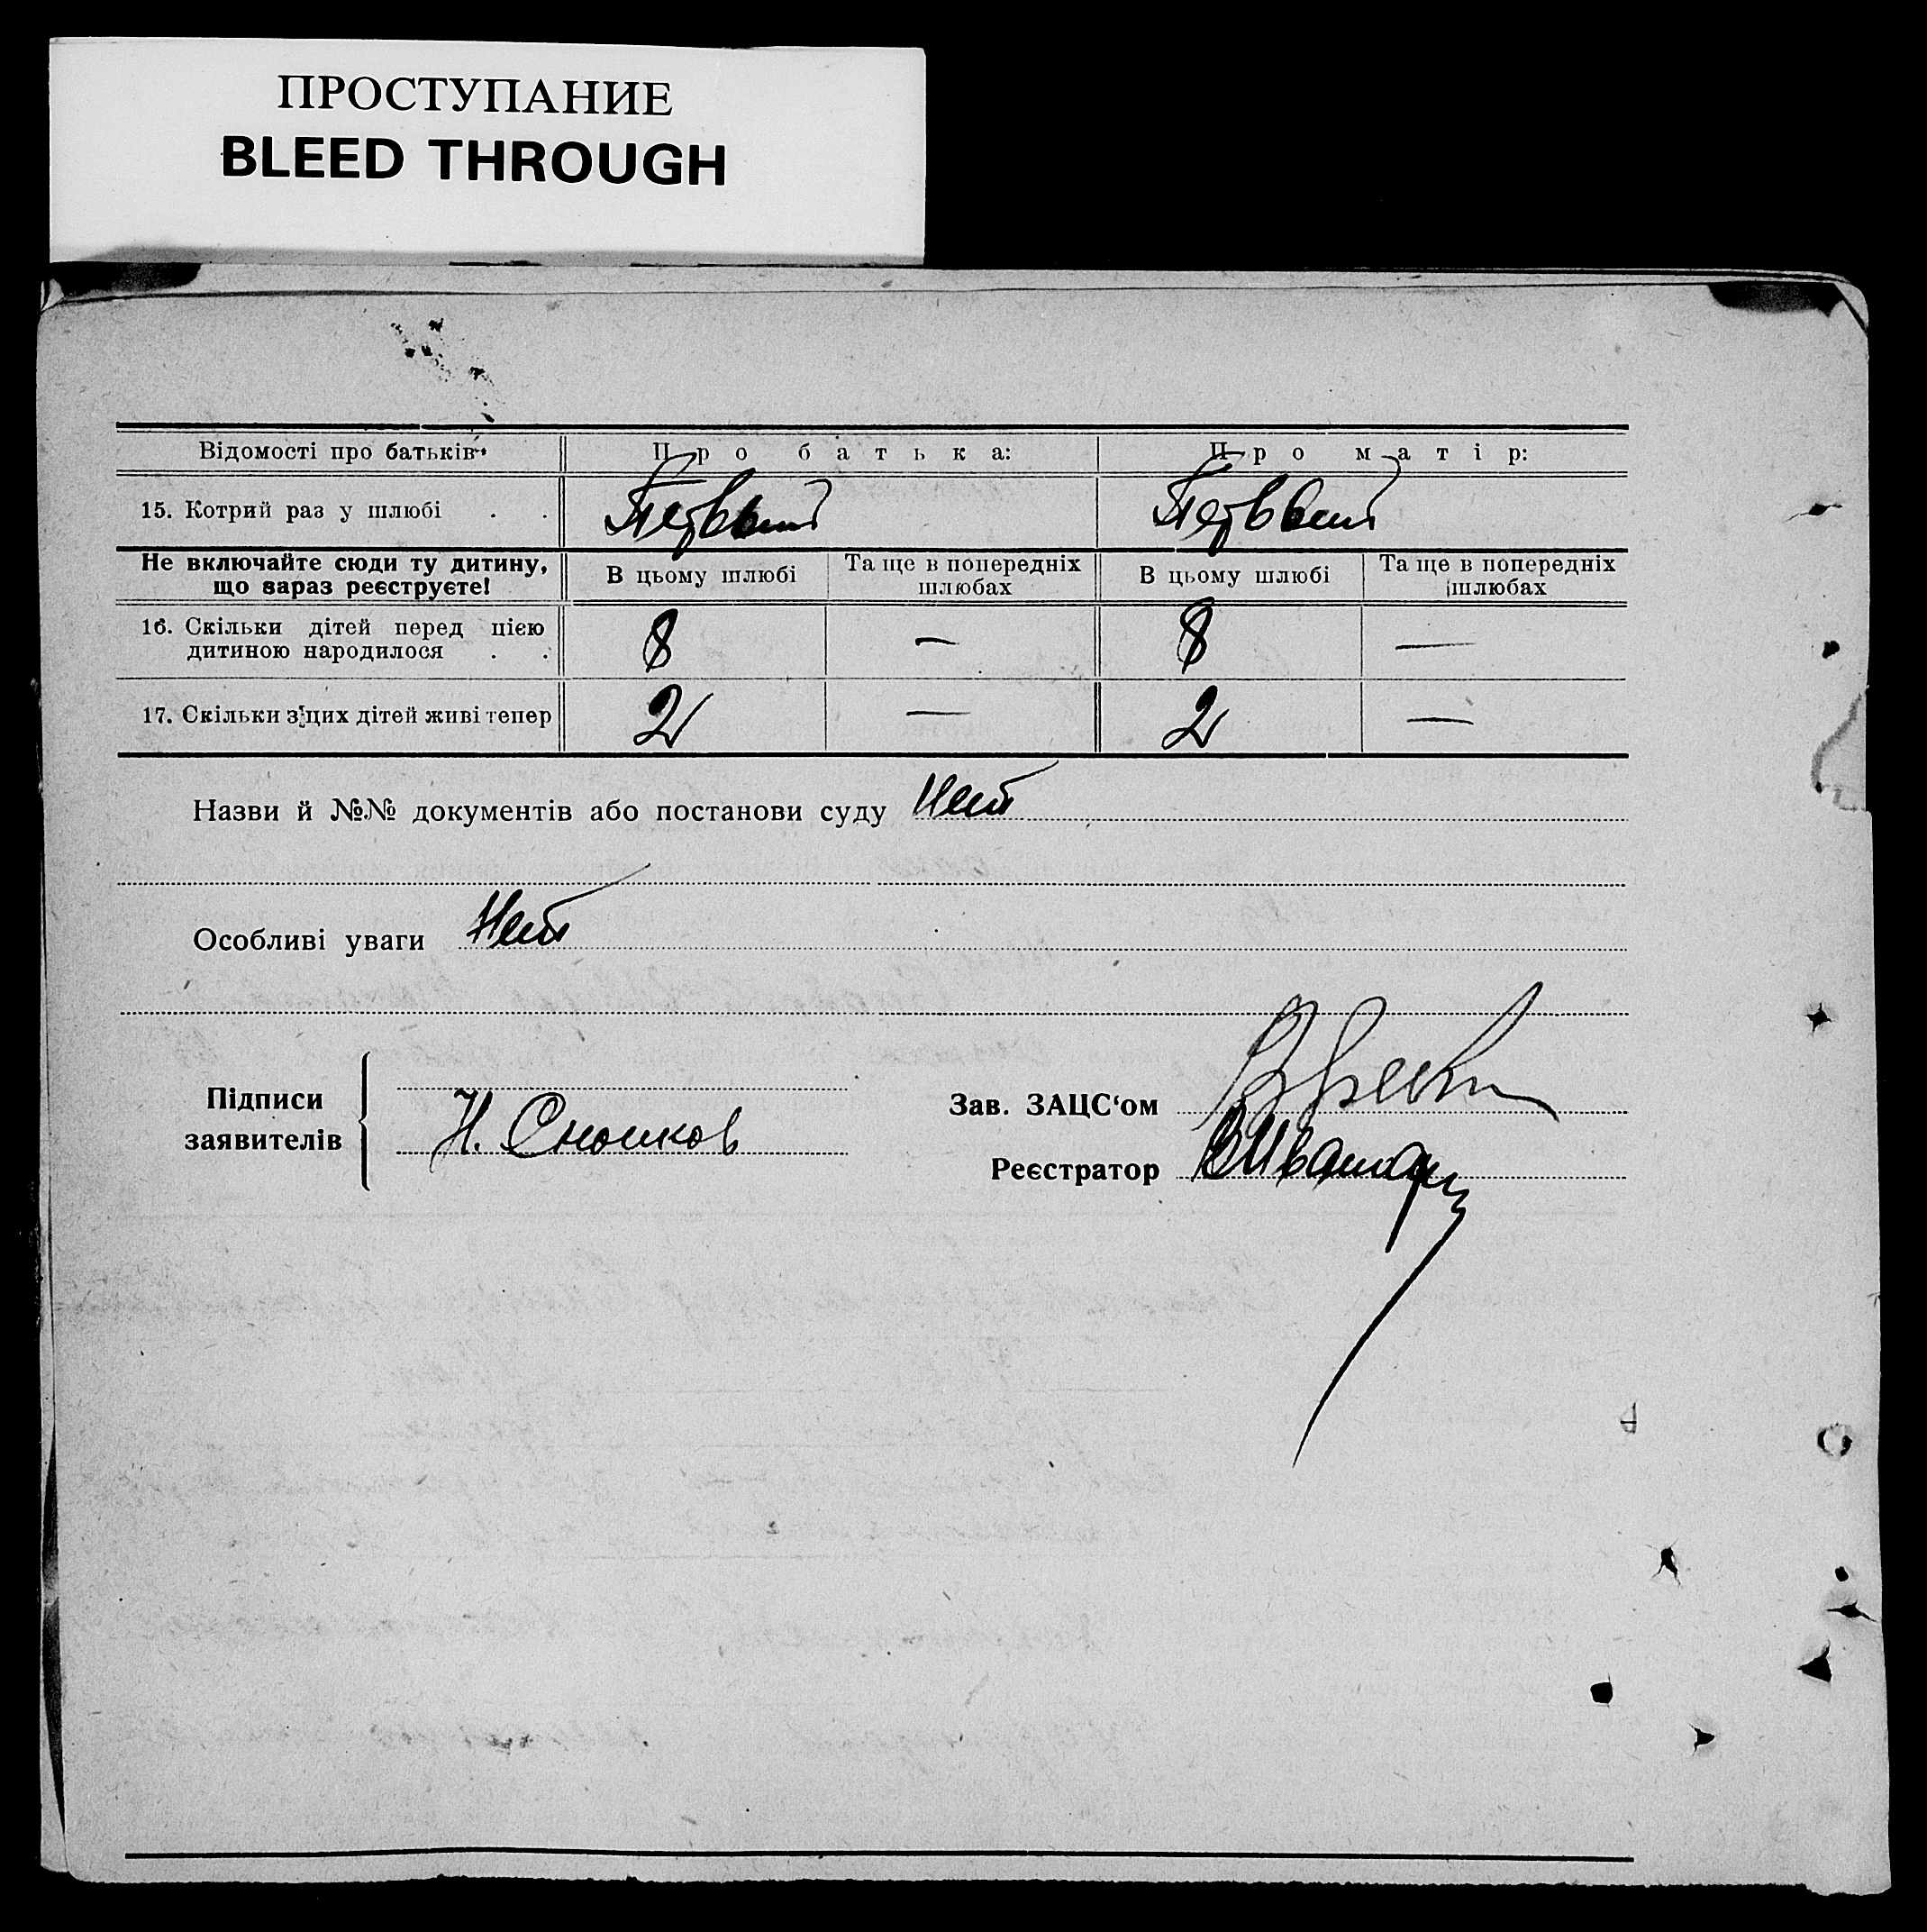 ПРОСТУПАНИЕ
BLEED THROUGH
Відомості про батьків: Про батька: Про матір:
15. Котрий раз у шлюбі . . Первый Первый
Не включайте сюди ту дитину, що зараз реєструєте! В цьому шлюбі Та ще в попередніх шлюбах В цьому шлюбі Та ще в попередніх шлюбах
16. Скільки дітей перед цією
дитиною народилося . . 8 — 8 —
17. Скільки з цих дітей живі тепер 2 — 2 —
Назви й №№ документів або постанови суду Нет
Особливі уваги Нет
Підписи
заявителів
Н.
Зав. ЗАЦС‘ом
Реєстратор